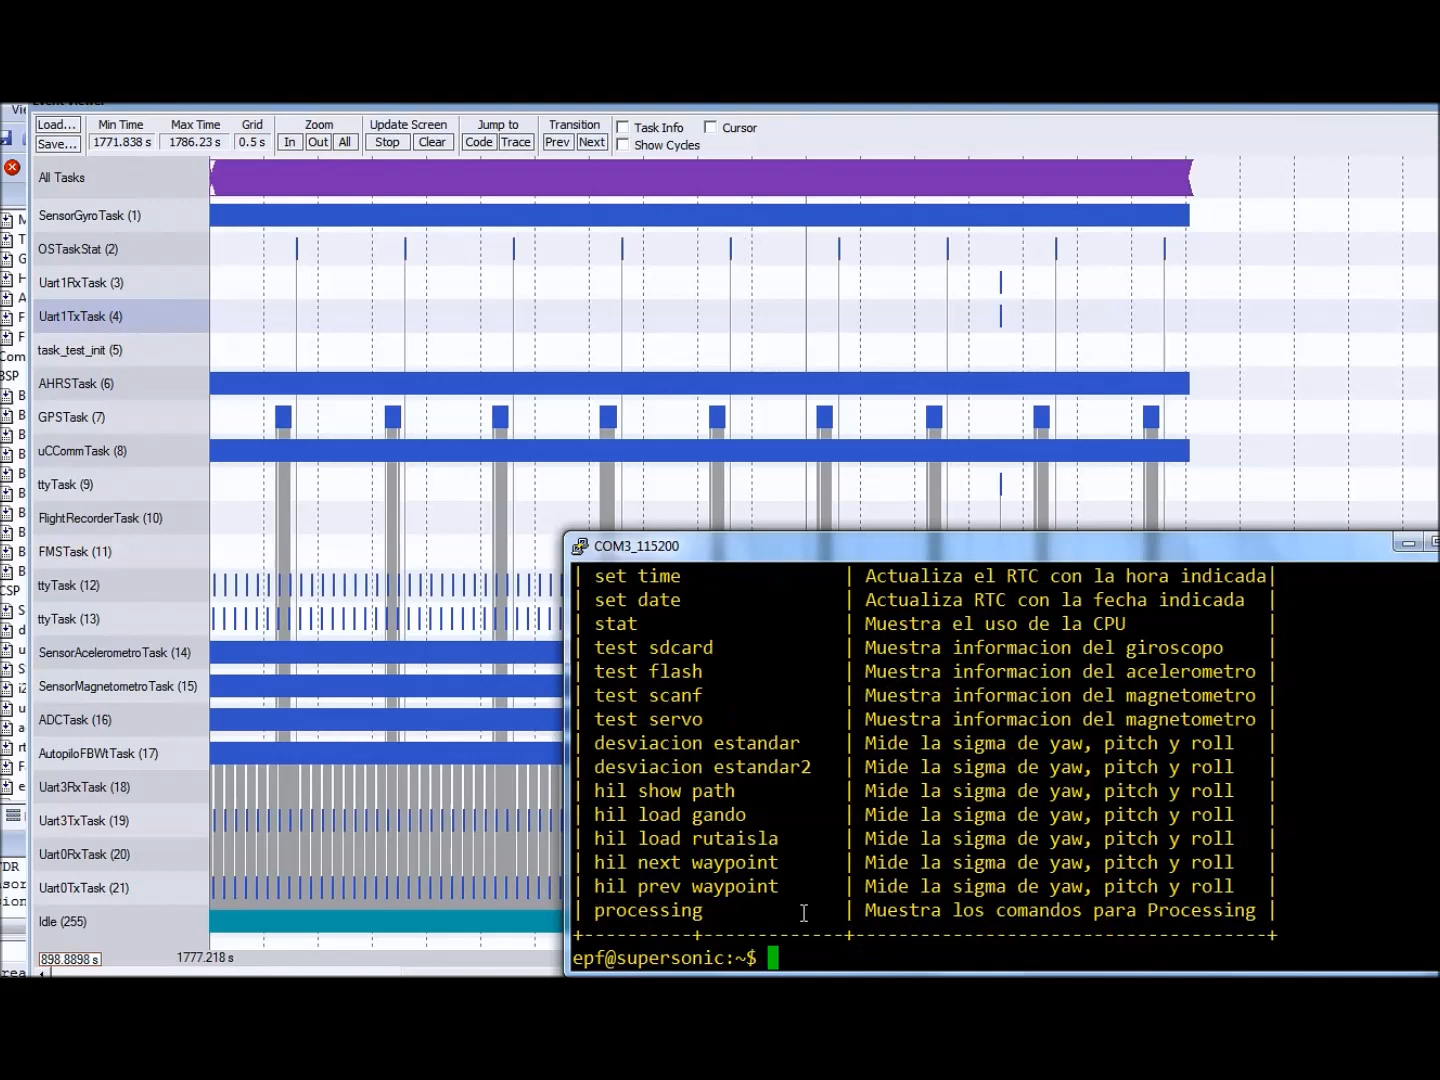 Event Viewer
Load...
Save...
Min Time
1771.838 s
Max Time
1786.23 s
Grid
0.5 s
Zoom
In Out All
Update Screen
Stop Clear
Jump to
Code Trace
Transition
Prev Next
Task Info
Cursor
Show Cycles
All Tasks
SensorGyroTask (1)
OSTaskStat (2)
Uart1RxTask (3)
Uart1TxTask (4)
task_test_init (5)
AHRSTask (6)
GPSTask (7)
uCCommTask (8)
ttyTask (9)
FlightRecorderTask (10)
FMSTask (11)
ttyTask (12)
ttyTask (13)
SensorAcelerometroTask (14)
SensorMagnetometroTask (15)
ADCTask (16)
AutopiloFBWtTask (17)
Uart3RxTask (18)
Uart3TxTask (19)
Uart0RxTask (20)
Uart0TxTask (21)
Idle (255)
898.8898 s
1777.218 s
COM3_115200
| set time | Actualiza el RTC con la hora indicada|
| set date | Actualiza RTC con la fecha indicada |
| stat | Muestra el uso de la CPU |
| test sdcard | Muestra informacion del giroscopo |
| test flash | Muestra informacion del acelerometro |
| test scanf | Muestra informacion del magnetometro |
| test servo | Muestra informacion del magnetometro |
| desviacion estandar | Mide la sigma de yaw, pitch y roll |
| desviacion estandar2 | Mide la sigma de yaw, pitch y roll |
| hil show path | Mide la sigma de yaw, pitch y roll |
| hil load gando | Mide la sigma de yaw, pitch y roll |
| hil load rutaisla | Mide la sigma de yaw, pitch y roll |
| hil next waypoint | Mide la sigma de yaw, pitch y roll |
| hil prev waypoint | Mide la sigma de yaw, pitch y roll |
| processing | Muestra los comandos para Processing |
+----------+-------------+---------------------------------------+
epf@supersonic:~$